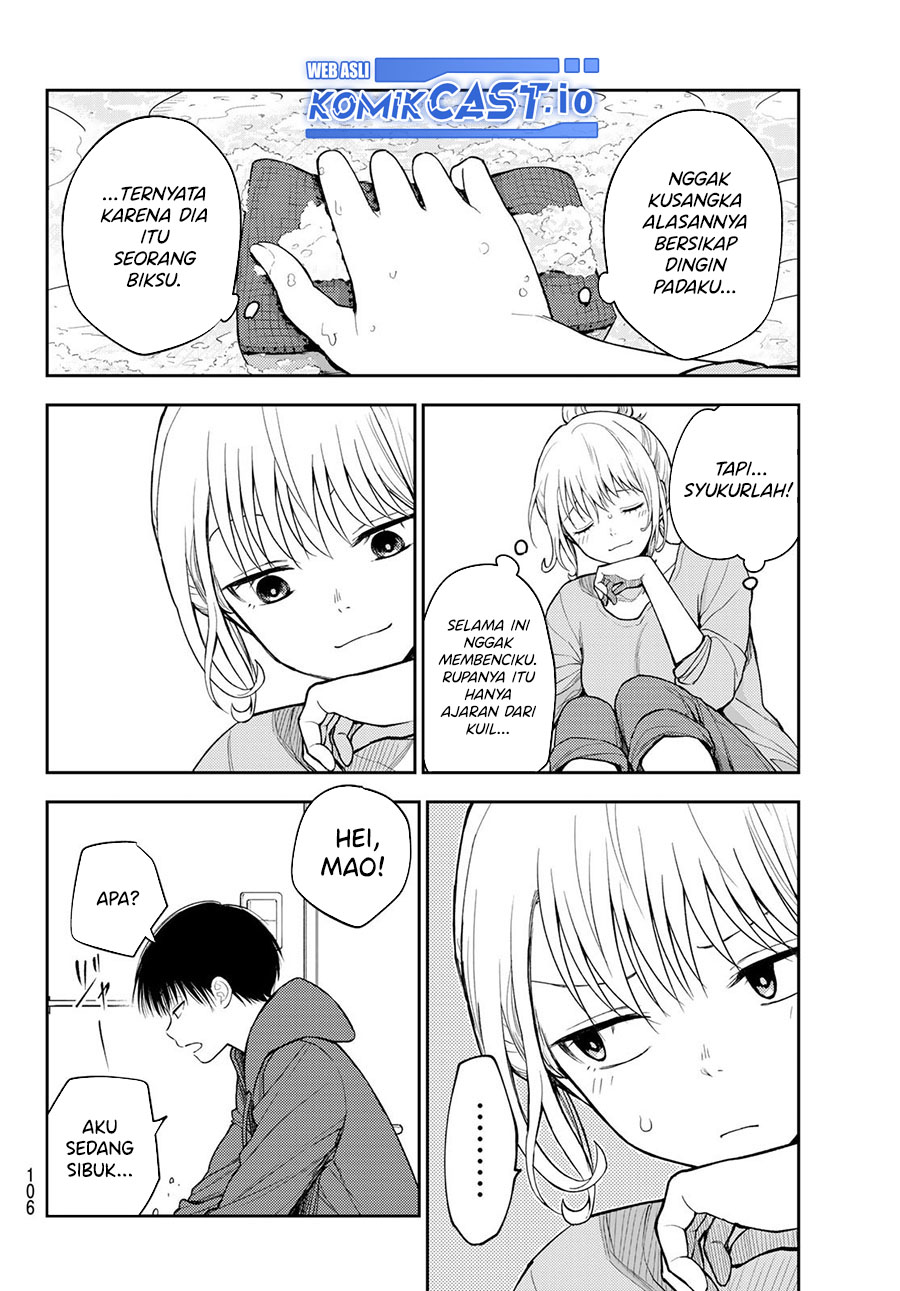 WEB ASLI
KOMIKCAST.io
NGGAK
KUSANGKA
ALASANNYA
BERSIKAP
DINGIN
PADAKU...
...TERNYATA
KARENA DIA
ITU
SEORANG
BIKSU.
TAPI...
SYUKURLAH!
SELAMA INI
NGGAK
MEMBENCIKU.
RUPANYA ITU
HANYA
AJARAN DARI
KUIL...
.........
HEI,
MAO!
APA?
AKU
SEDANG
SIBUK...
106